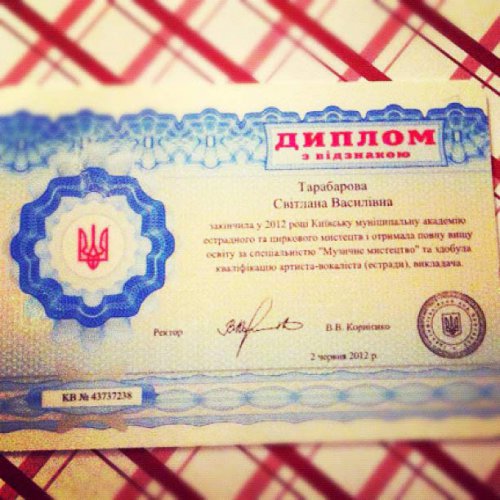 ДИПЛОМ
З ВІДЗНАКОЮ
Тарабарова
Світлана Василівна
закінчила у 2012 році Київську муніципальну академію
естрадного та циркового мистецтв і отримала повну вищу
освіту за спеціальністю "Музичне мистецтво" та здобула
кваліфікацію артиста-вокаліста (естради), викладача.
Ректор В.В. Корнієнко
2 червня 2012 р.
КВ № 43737238